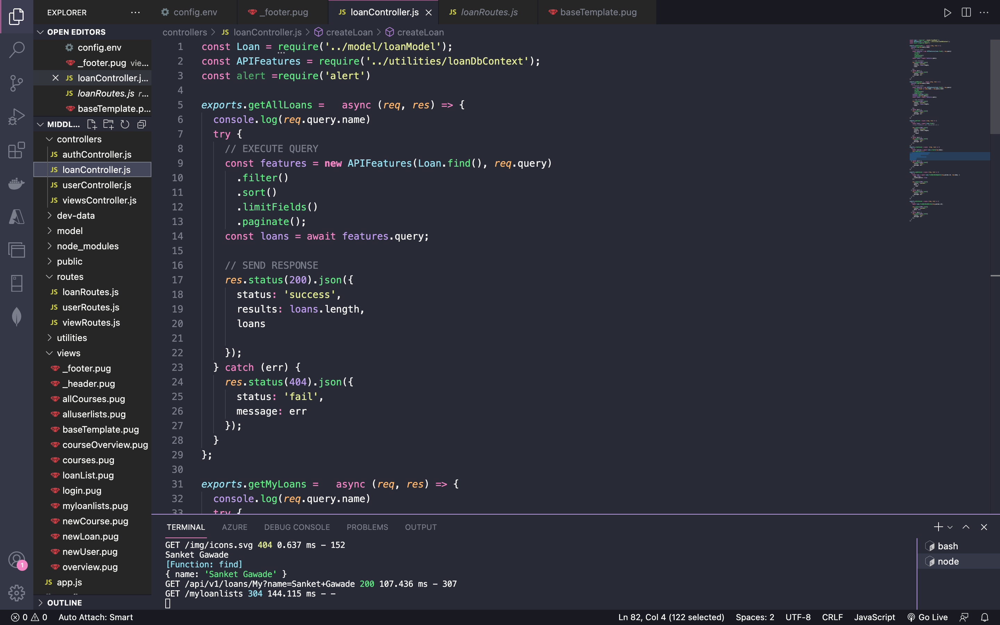 EXPLORER
config.env
_footer.pug
JS loanController.js
JS loanRoutes.js
baseTemplate.pug
OPEN EDITORS
config.env
_footer.pug vie...
JS loanController.j...
JS loanRoutes.js r...
baseTemplate.p...
MIDDL...
controllers
JS authController.js
JS loanController.js
JS userController.js
JS viewsController.js
dev-data
model
node_modules
public
routes
JS loanRoutes.js
JS userRoutes.js
JS viewRoutes.js
utilities
views
_footer.pug
_header.pug
allCourses.pug
alluserlists.pug
baseTemplate.pug
courseOverview.pug
courses.pug
loanList.pug
login.pug
myloanlists.pug
newCourse.pug
newLoan.pug
newUser.pug
overview.pug
JS app.js
OUTLINE
controllers > JS loanController.js > createLoan > createLoan
1 const Loan = require('../model/loanModel');
2 const APIFeatures = require('../utilities/loanDbContext');
3 const alert =require('alert')
4
5 exports.getAllLoans =   async (req, res) => {
6 console.log(req.query.name)
7 try {
8 // EXECUTE QUERY
9 const features = new APIFeatures(Loan.find(), req.query)
10 .filter()
11 .sort()
12 .limitFields()
13 .paginate();
14 const loans = await features.query;
15
16 // SEND RESPONSE
17 res.status(200).json({
18 status: 'success',
19 results: loans.length,
20 loans
21
22 });
23 } catch (err) {
24 res.status(404).json({
25 status: 'fail',
26 message: err
27 });
28 }
29 };
30
31 exports.getMyLoans =   async (req, res) => {
32 console.log(req.query.name)
33 try {
TERMINAL AZURE DEBUG CONSOLE PROBLEMS OUTPUT
GET /img/icons.svg 404 0.637 ms - 152
Sanket Gawade
[Function: find]
{ name: 'Sanket Gawade' }
GET /api/v1/loans/My?name=Sanket+Gawade 200 107.436 ms - 307
GET /myloanlists 304 144.115 ms - -
bash
node
1
0 0 Auto Attach: Smart
Ln 82, Col 4 (122 selected) Spaces: 2 UTF-8 CRLF JavaScript Go Live